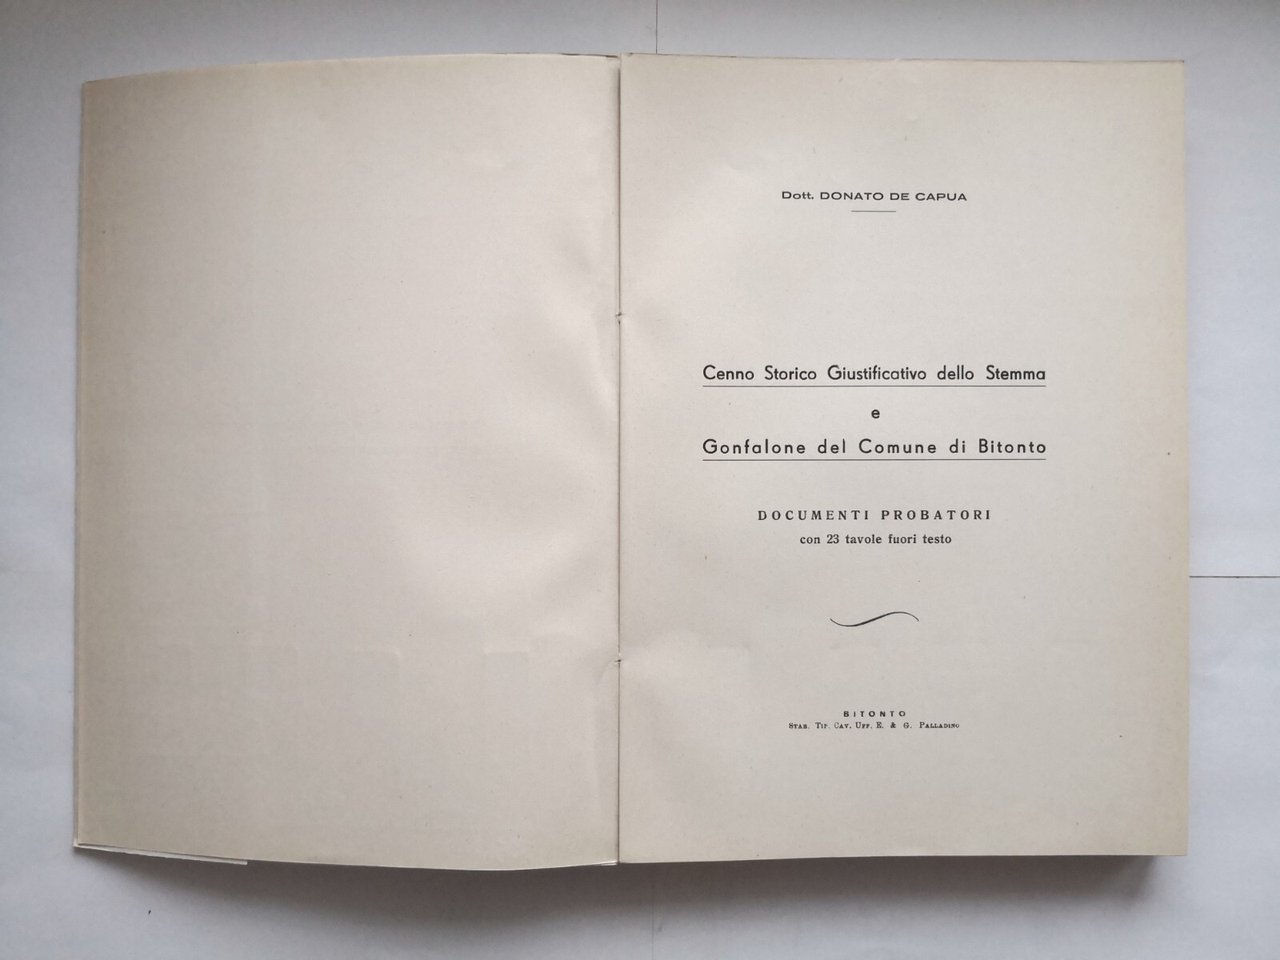 Dott. DONATO DE CAPUA
Cenno Storico Giustificativo dello Stemma
e
Gonfalone del Comune di Bitonto
DOCUMENTI PROBATORI
con 23 tavole fuori testo
BITONTO
STAB. TIP. CAV. UFF. E. & G. PALLADINO